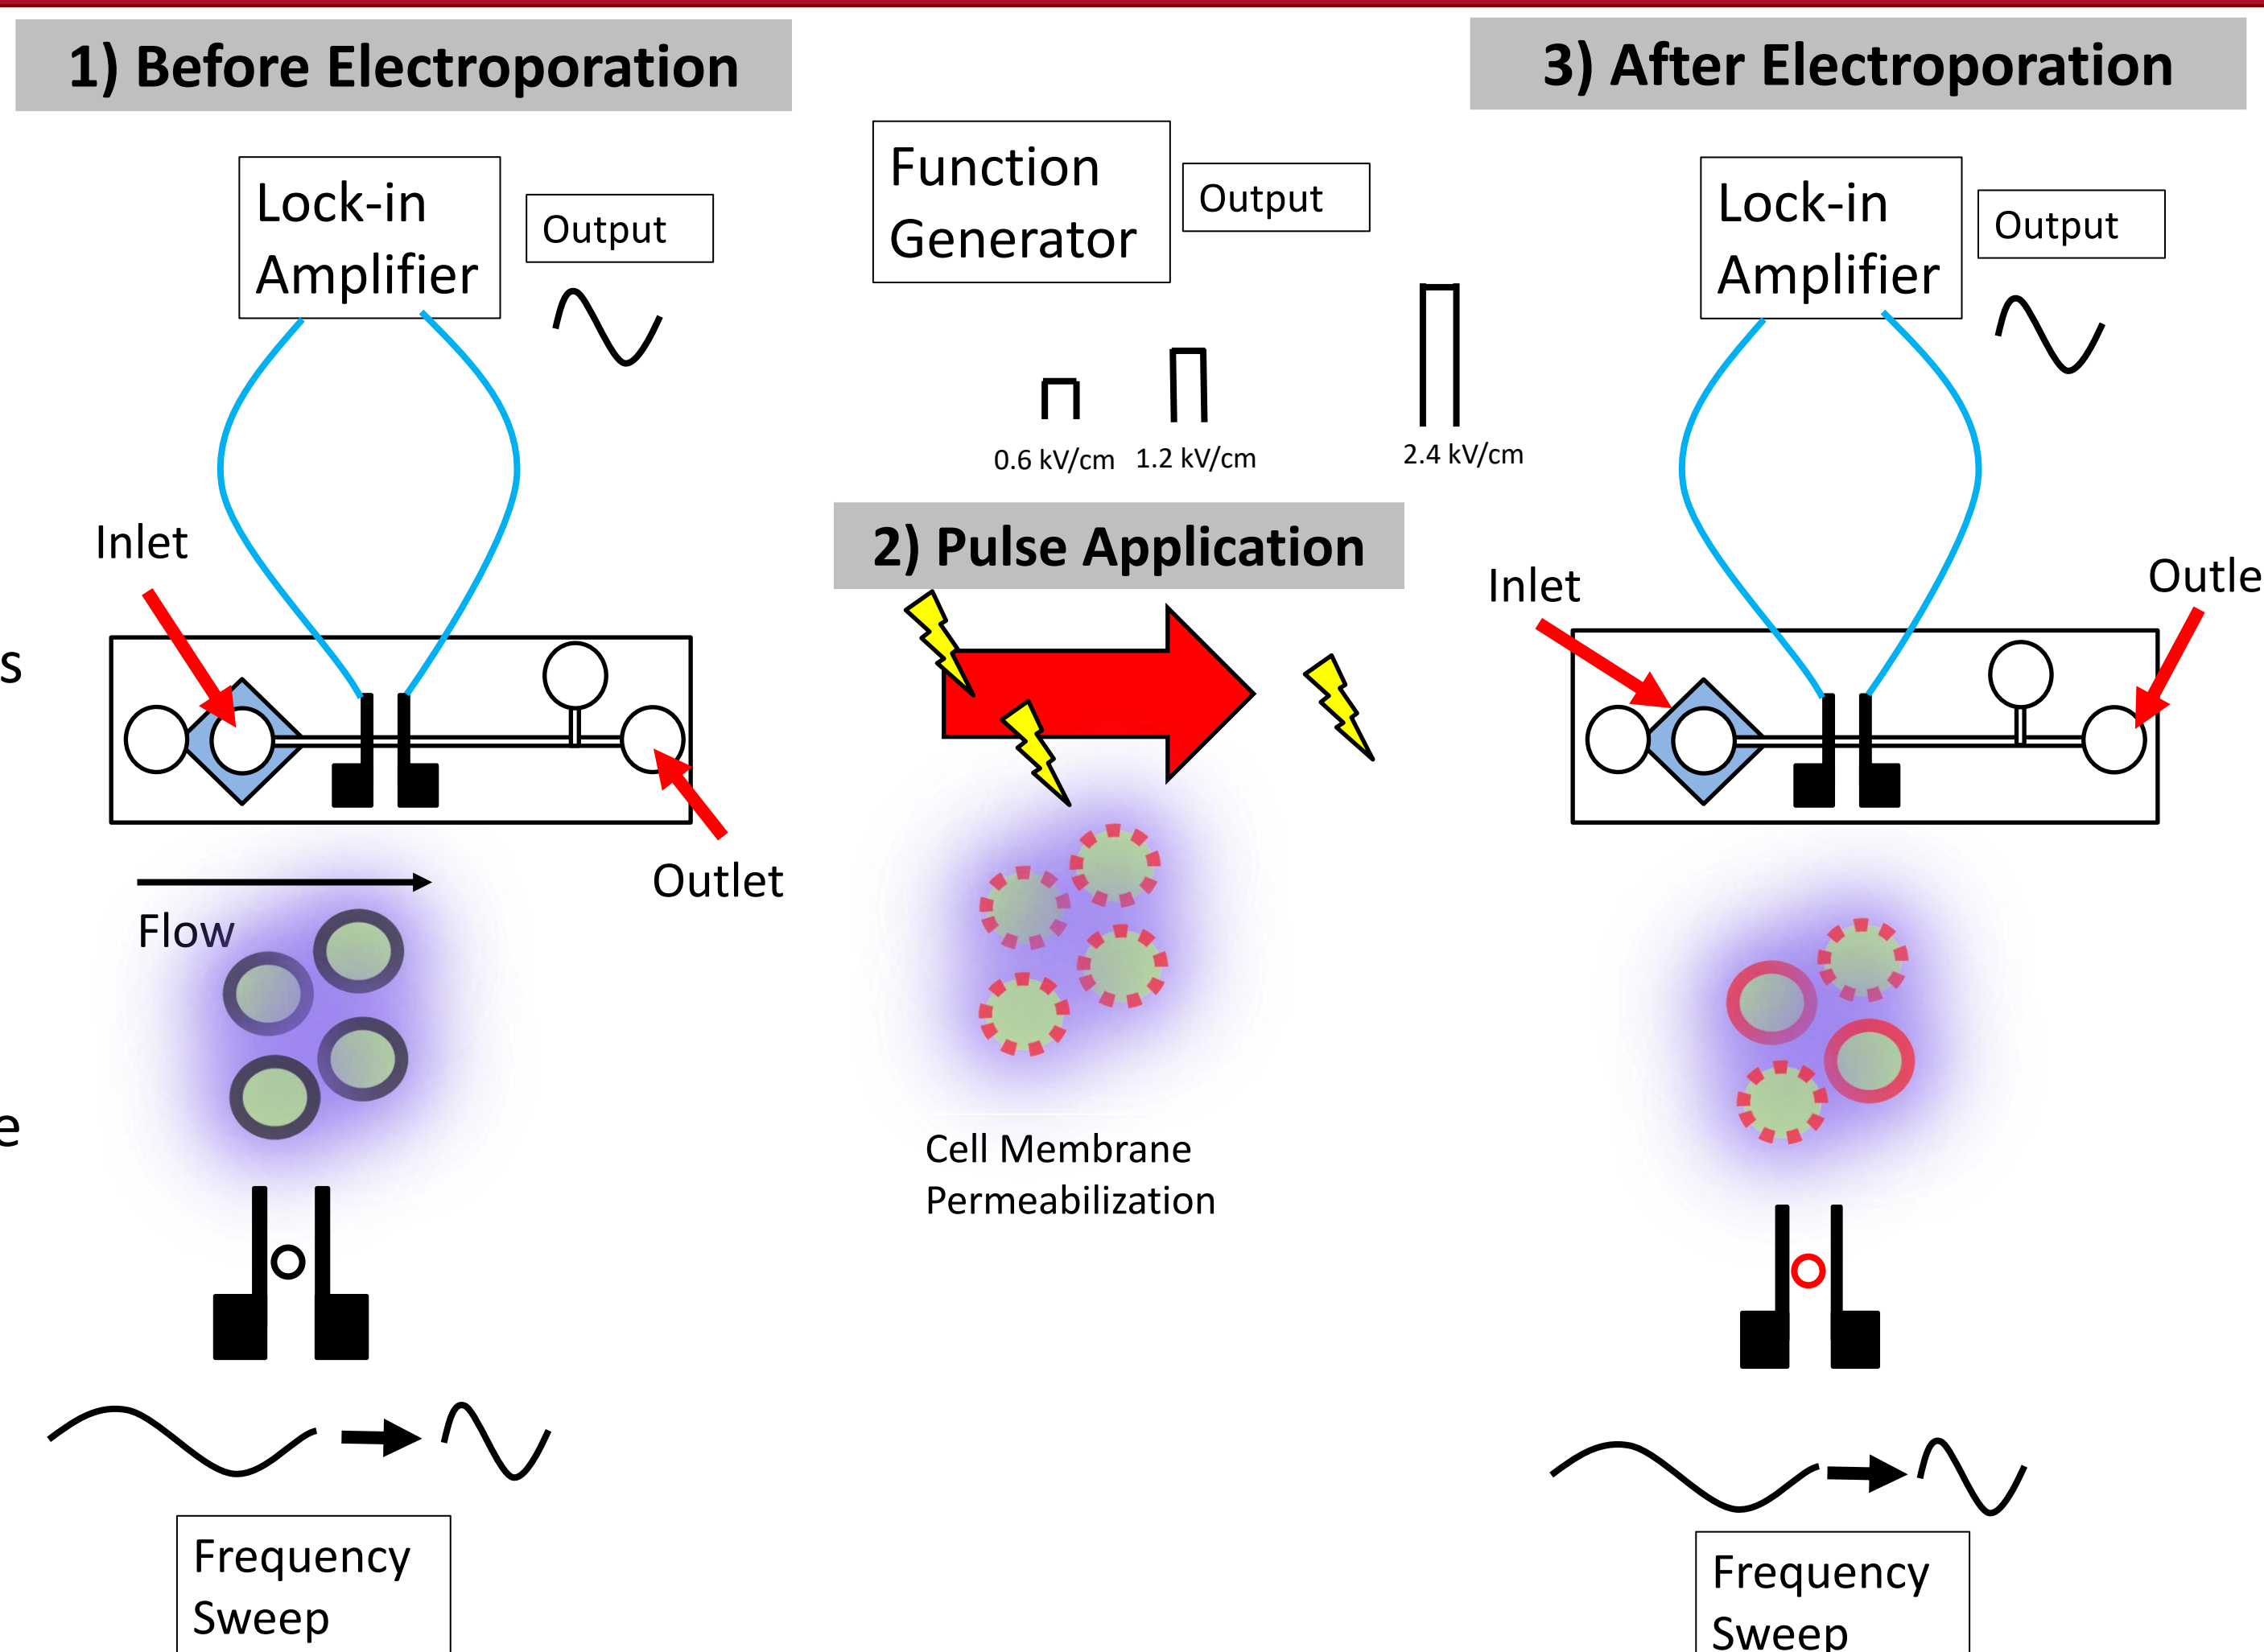 1) Before Electroporation
Lock-in
Amplifier
Output
Inlet
s
Outlet
Flow
e
Frequency
Sweep
Function
Generator
Output
0.6 kV/cm
1.2 kV/cm
2.4 kV/cm
2) Pulse Application
Cell Membrane
Permeabilization
3) After Electroporation
Lock-in
Amplifier
Output
Inlet
Outle
Frequency
Sweep